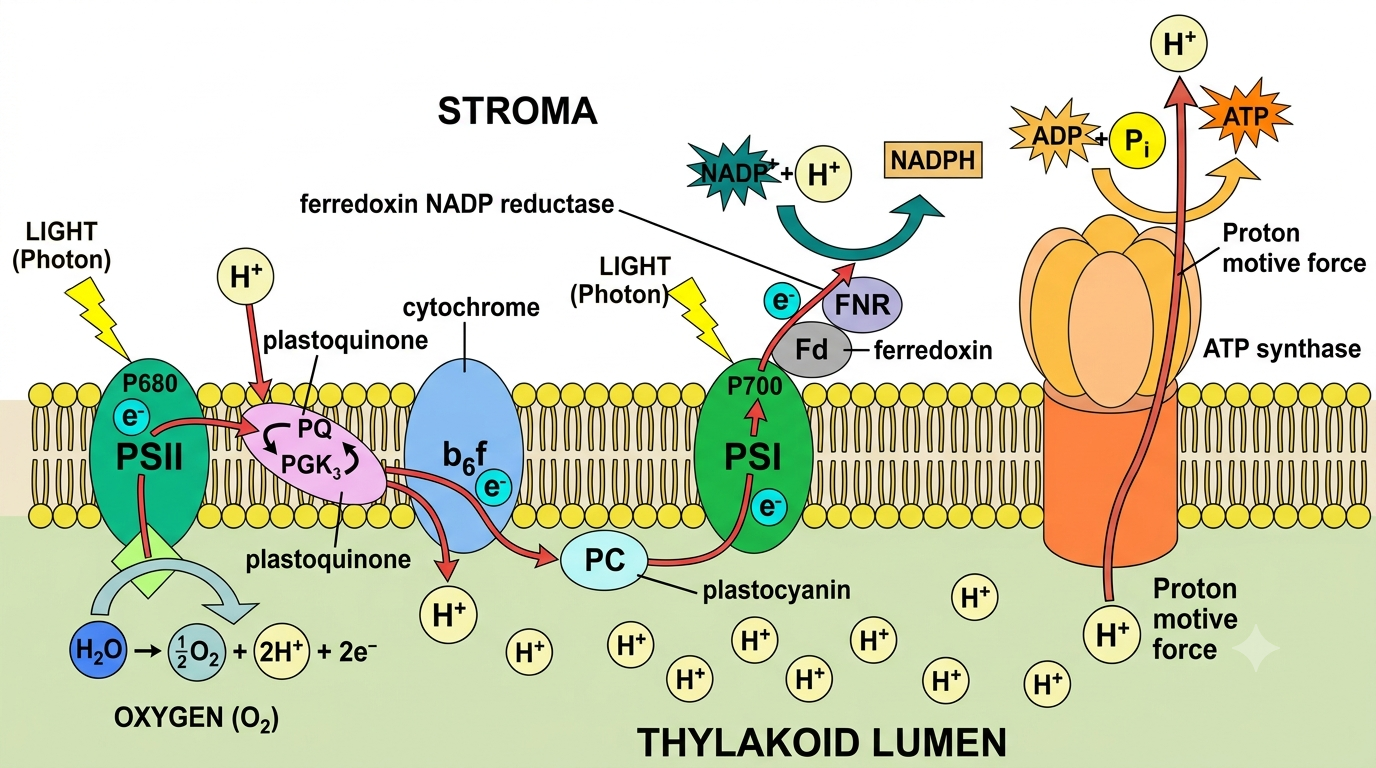 STROMA
H⁺
ADP + Pᵢ
ATP
NADP⁺ + H⁺
NADPH
ferredoxin NADP reductase
LIGHT
(Photon)
H⁺
LIGHT
(Photon)
Proton
motive force
cytochrome
plastoquinone
e⁻
FNR
Fd
ferredoxin
ATP synthase
P680
e⁻
PSII
PQ
PGK₃
b₆f
e⁻
P700
PSI
e⁻
plastoquinone
PC
plastocyanin
H₂O → ½O₂ + 2H⁺ + 2e⁻
OXYGEN (O₂)
H⁺
H⁺
H⁺
H⁺
H⁺
H⁺
H⁺
H⁺
H⁺
H⁺
H⁺
Proton
motive
force
THYLAKOID LUMEN